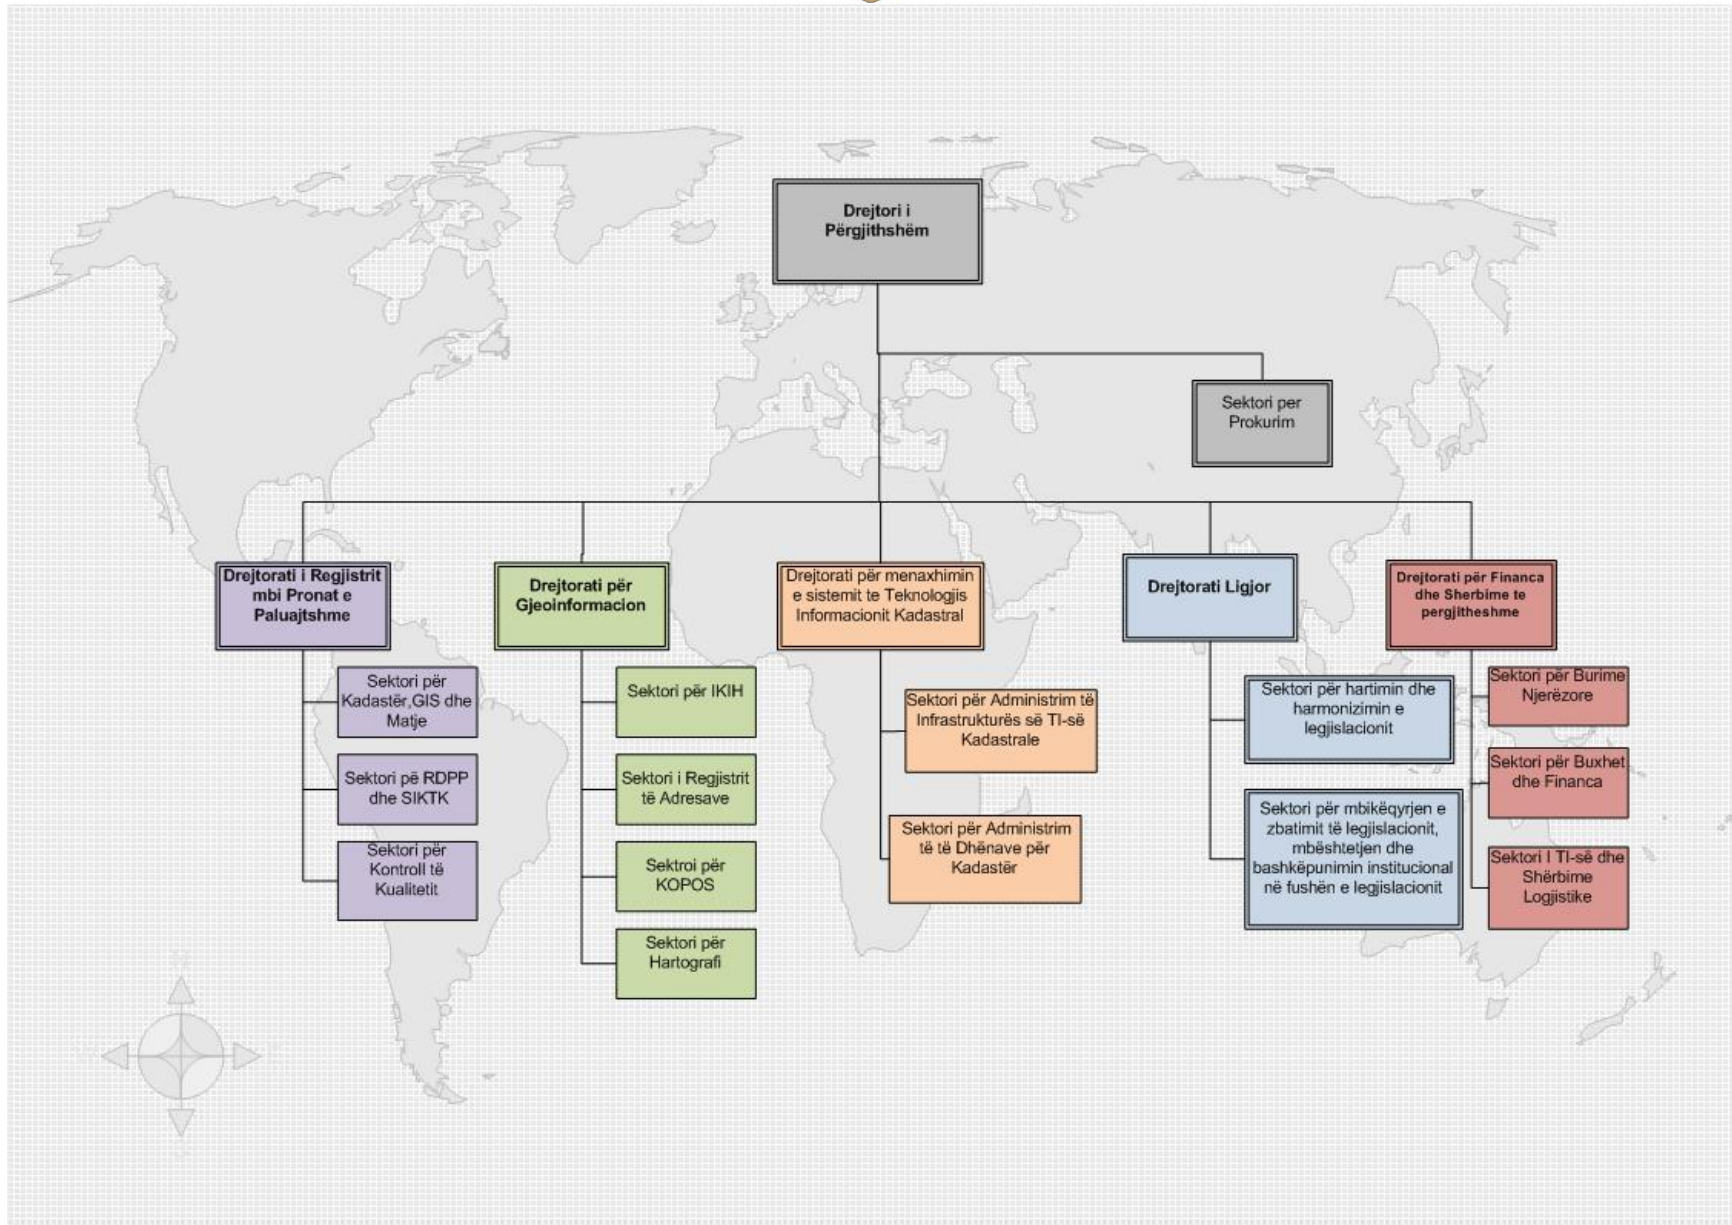 Drejtori i
Përgjithshëm
Sektori per
Prokurim
Drejtorati i Regjistrit
mbi Pronat e
Paluajtshme
Sektori për
Kadastër,GIS dhe
Matje
Sektori pë RDPP
dhe SIKTK
Sektori për
Kontroll të
Kualitetit
Drejtorati për
Gjeoinformacion
Sektori për IKIH
Sektori i Regjistrit
të Adresave
Sektroi për
KOPOS
Sektori për
Hartografi
Drejtorati për menaxhimin
e sistemit te Teknologjis
Informacionit Kadastral
Sektori për Administrim të
Infrastrukturës së TI-së
Kadastrale
Sektori për Administrim
të të Dhënave për
Kadastër
Drejtorati Ligjor
Sektori për hartimin dhe
harmonizimin e
legjislacionit
Sektori për mbikëqyrjen e
zbatimit të legjislacionit,
mbështetjen dhe
bashkëpunimin institucional
në fushën e legjislacionit
Drejtorati për Financa
dhe Sherbime te
pergjitheshme
Sektori për Burime
Njerëzore
Sektori për Buxhet
dhe Financa
Sektori I TI-së dhe
Shërbime
Logjistike